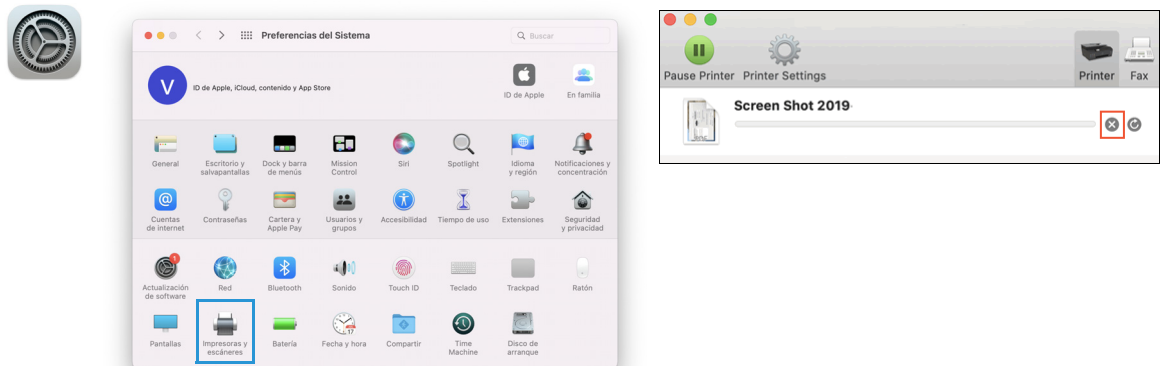 Preferencias del Sistema
Buscar
V
ID de Apple, iCloud, contenido y App Store
ID de Apple
En familia
General
Escritorio y
salvapantallas
Dock y barra
de menús
Mission
Control
Siri
Spotlight
Idioma
y región
Notificaciones y
concentración
Cuentas
de internet
Contraseñas
Cartera y
Apple Pay
Usuarios y
grupos
Accesibilidad
Tiempo de uso
Extensiones
Seguridad
y privacidad
1
Actualización
de software
Red
Bluetooth
Sonido
Touch ID
Teclado
Trackpad
Ratón
17
Pantallas
Impresoras y
escáneres
Batería
Fecha y hora
Compartir
Time
Machine
Disco de
arranque
Pause Printer
Printer Settings
Printer
Fax
Screen Shot 2019